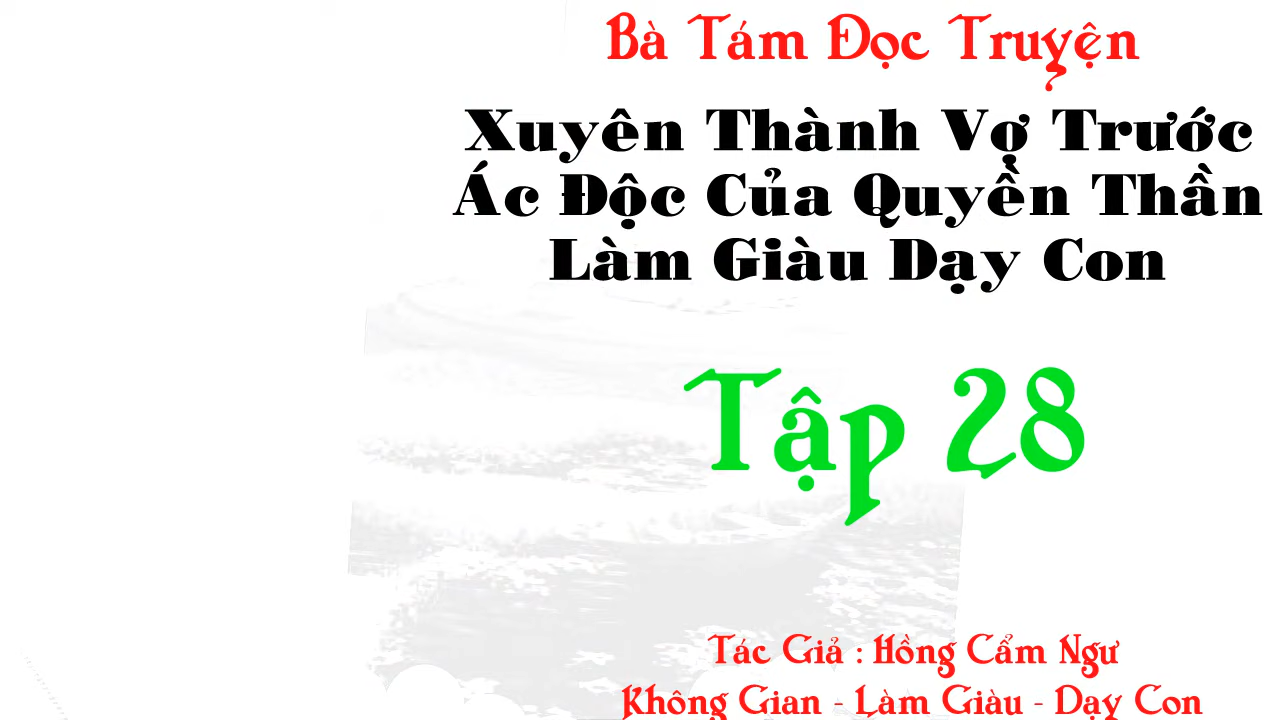 Bà Tám Đọc Truyện
Xuyên Thành Vợ Trước
Ác Độc Của Quyền Thần
Làm Giàu Dạy Con
Tập 28
Tác Giả : Hồng Cẩm Ngư
Không Gian - Làm Giàu - Dạy Con